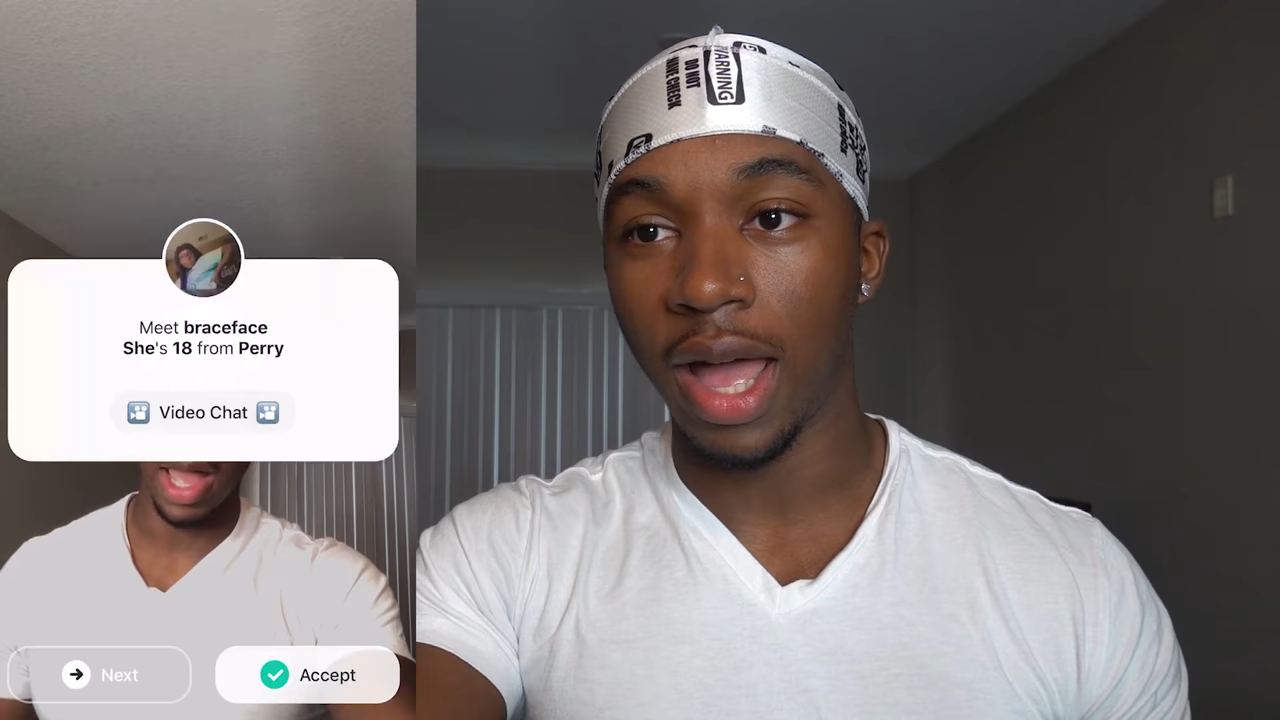 Meet braceface
She's 18 from Perry
Video Chat
Next
Accept
WARNING
DO NOT